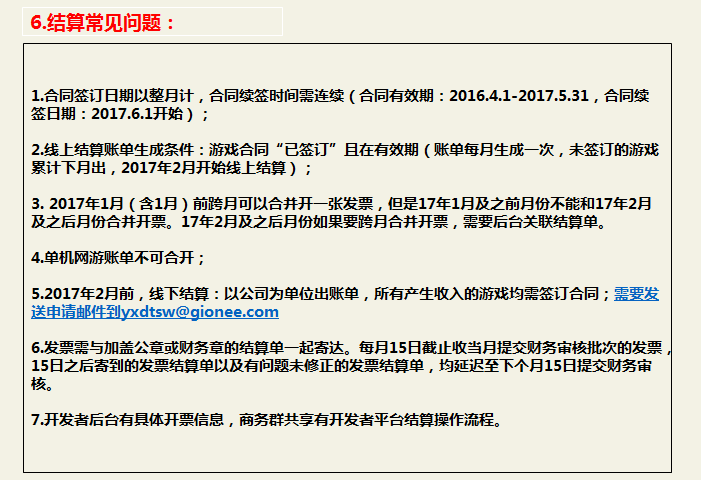 6.结算常见问题：
1.合同签订日期以整月计，合同续签时间需连续（合同有效期：2016.4.1-2017.5.31，合同续
签日期：2017.6.1开始）；
2.线上结算账单生成条件：游戏合同“已签订”且在有效期（账单每月生成一次，未签订的游戏
累计下月出，2017年2月开始线上结算）；
3. 2017年1月（含1月）前跨月可以合并开一张发票，但是17年1月及之前月份不能和17年2月
及之后月份合并开票。17年2月及之后月份如果要跨月合并开票，需要后台关联结算单。
4.单机网游账单不可合开；
5.2017年2月前，线下结算：以公司为单位出账单，所有产生收入的游戏均需签订合同；需要发
送申请邮件到yxdtsw@gionee.com
6.发票需与加盖公章或财务章的结算单一起寄达。每月15日截止收当月提交财务审核批次的发票，
15日之后寄到的发票结算单以及有问题未修正的发票结算单，均延迟至下个月15日提交财务审
核。
7.开发者后台有具体开票信息，商务群共享有开发者平台结算操作流程。